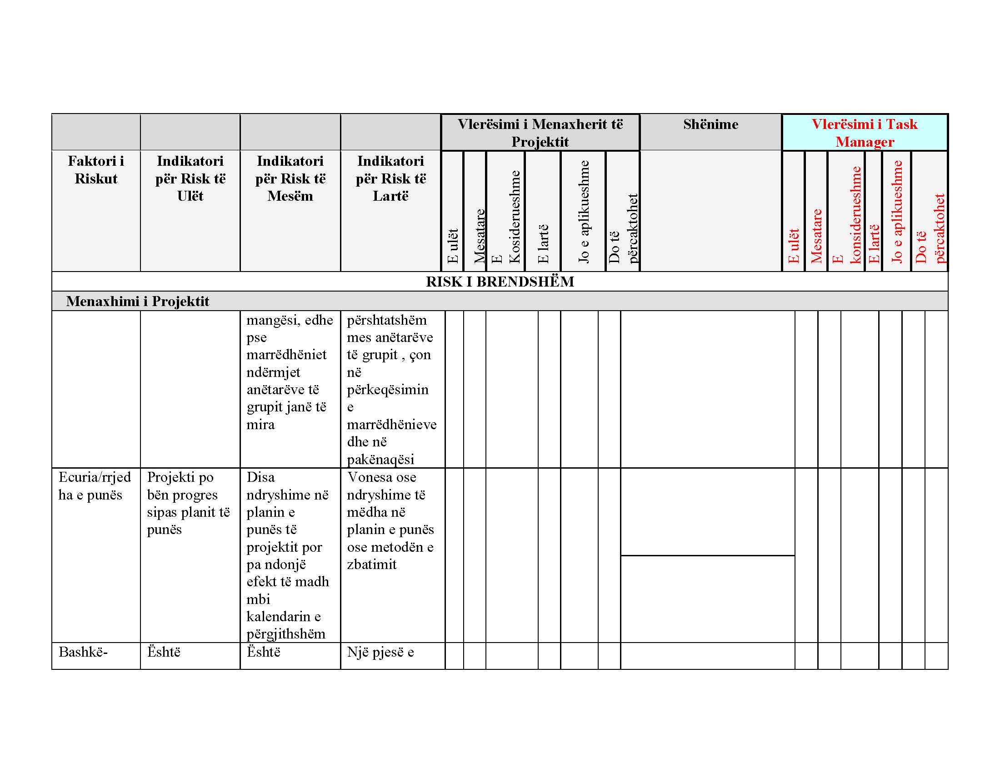 Vlerësimi i Menaxherit të
Projektit
Shënime
Vlerësimi i Task
Manager
Faktori i
Riskut
Indikatori
për Risk të
Ulët
Indikatori
për Risk të
Mesëm
Indikatori
për Risk të
Lartë
E ulët
Mesatare
E
Kosiderueshme
E lartë
Jo e aplikueshme
Do të
përcaktohet
E ulët
Mesatare
E
konsiderueshme
E lartë
Jo e aplikueshme
Do të
përcaktohet
RISK I BRENDSHËM
Menaxhimi i Projektit
mangësi, edhe
pse
marrëdhëniet
ndërmjet
anëtarëve të
grupit janë të
mira
përshtatshëm
mes anëtarëve
të grupit , çon
në
përkeqësimin
e
marrëdhënieve
dhe në
pakënaqësi
Ecuria/rrjed
ha e punës
Projekti po
bën progres
sipas planit të
punës
Disa
ndryshime në
planin e
punës të
projektit por
pa ndonjë
efekt të madh
mbi
kalendarin e
përgjithshëm
Vonesa ose
ndryshime të
mëdha në
planin e punës
ose metodën e
zbatimit
Bashkë-
Është
Është
Një pjesë e